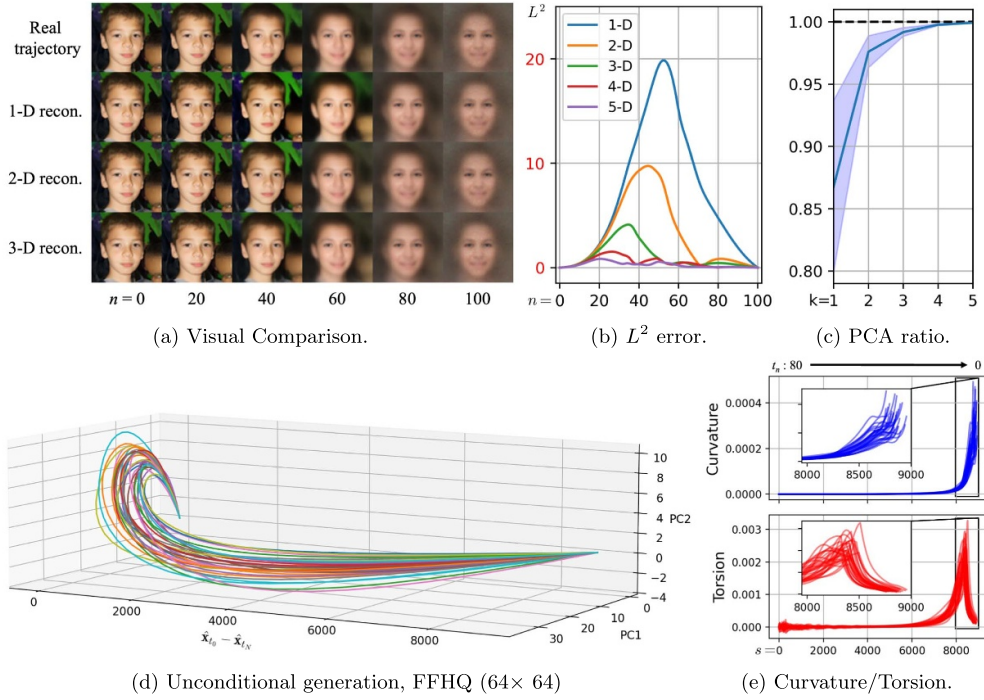 Real
trajectory
1-D recon.
2-D recon.
3-D recon.
n = 0 20 40 60 80 100
(a) Visual Comparison.
L²
20
10
0
1-D
2-D
3-D
4-D
5-D
n = 0 20 40 60 80 100
(b) L² error.
1.00
0.95
0.90
0.85
0.80
k=1 2 3 4 5
(c) PCA ratio.
10
8
6
4
2
0
−2
−4
PC2
0
10
20
30
PC1
0 2000 4000 6000 8000
x̂_{t_0} − x̂_{t_N}
(d) Unconditional generation, FFHQ (64× 64)
t_n : 80 0
0.0004
0.0002
0.0000
Curvature
8000 8500 9000
0.003
0.002
0.001
0.000
Torsion
8000 8500 9000
s = 0 2000 4000 6000 8000
(e) Curvature/Torsion.